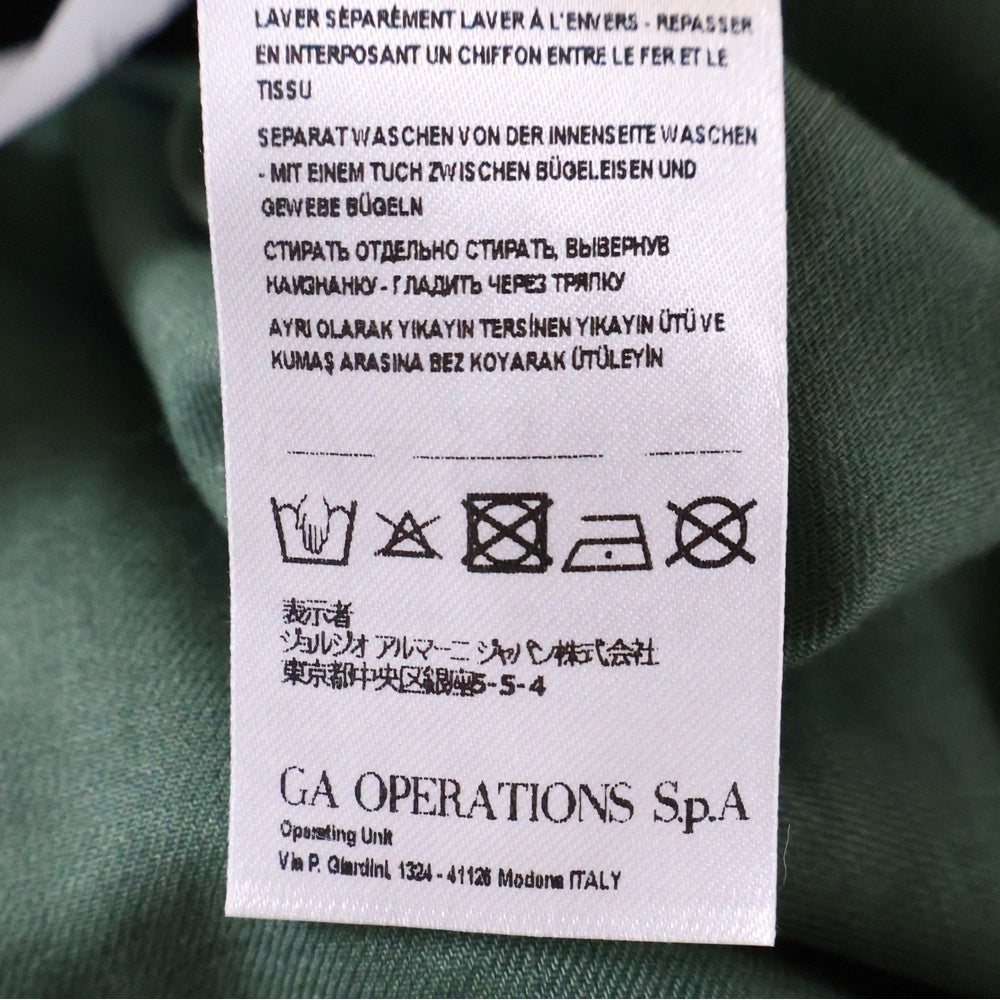 LAVER SÉPARÉMENT LAVER À L'ENVERS - REPASSER
EN INTERPOSANT UN CHIFFON ENTRE LE FER ET LE
TISSU
SEPARAT WASCHEN VON DER INNENSEITE WASCHEN
- MIT EINEM TUCH ZWISCHEN BÜGELEISEN UND
GEWEBE BÜGELN
СТИРАТЬ ОТДЕЛЬНО СТИРАТЬ, ВЫВЕРНУВ
НАИЗНАНКУ - ГЛАДИТЬ ЧЕРЕЗ ТРЯПКУ
AYRI OLARAK YIKAYIN TERSİNEN YIKAYIN ÜTÜ VE
KUMAŞ ARASINA BEZ KOYARAK ÜTÜLEYİN
表示者
ジョルジオ アルマーニ ジャパン株式会社
東京都中央区銀座5-5-4
GA OPERATIONS S.p.A
Operating Unit
Via P. Giardini, 1324 - 41126 Modena ITALY